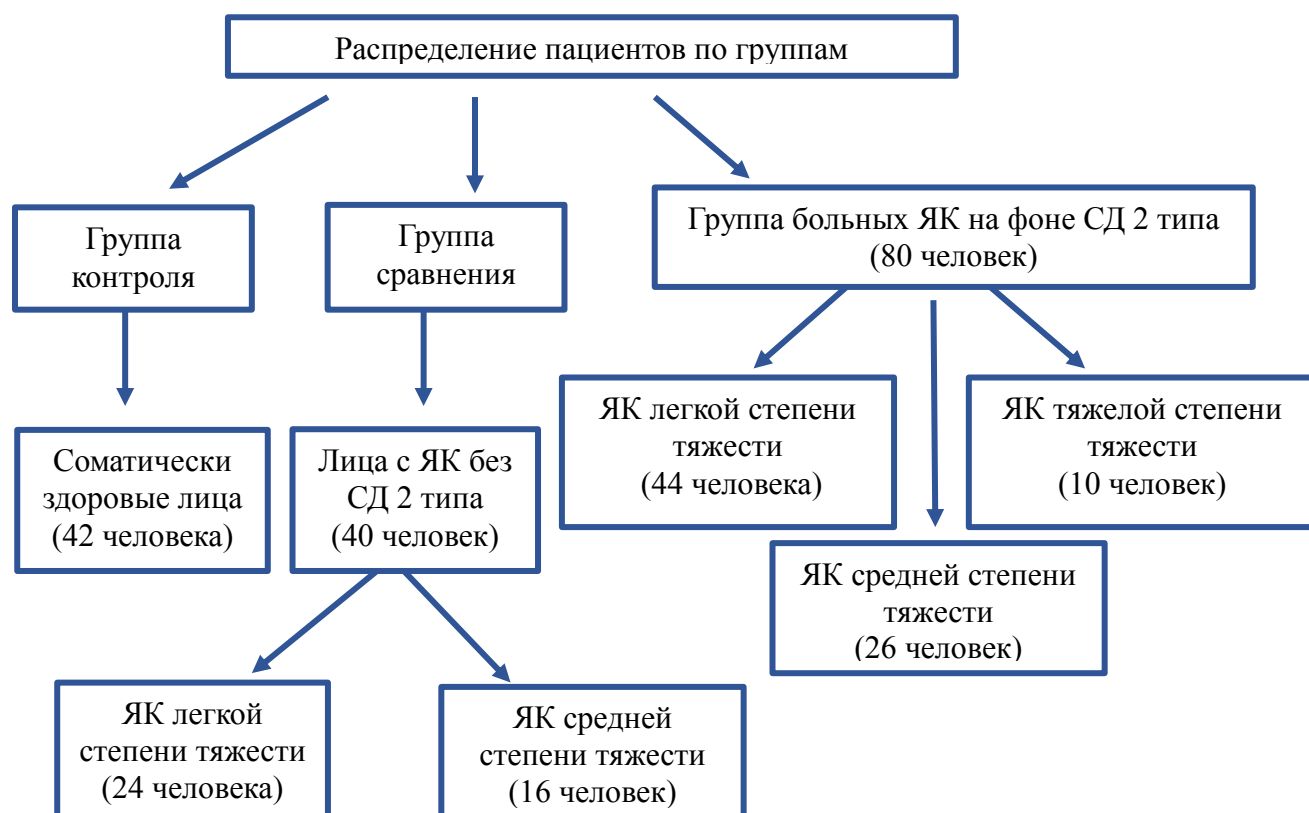 Распределение пациентов по группам
Группа
контроля
Группа
сравнения
Группа больных ЯК на фоне СД 2 типа
(80 человек)
Соматически
здоровые лица
(42 человека)
Лица с ЯК без
СД 2 типа
(40 человек)
ЯК легкой степени
тяжести
(44 человека)
ЯК тяжелой степени
тяжести
(10 человек)
ЯК средней степени
тяжести
(26 человек)
ЯК легкой
степени тяжести
(24 человека)
ЯК средней
степени тяжести
(16 человек)